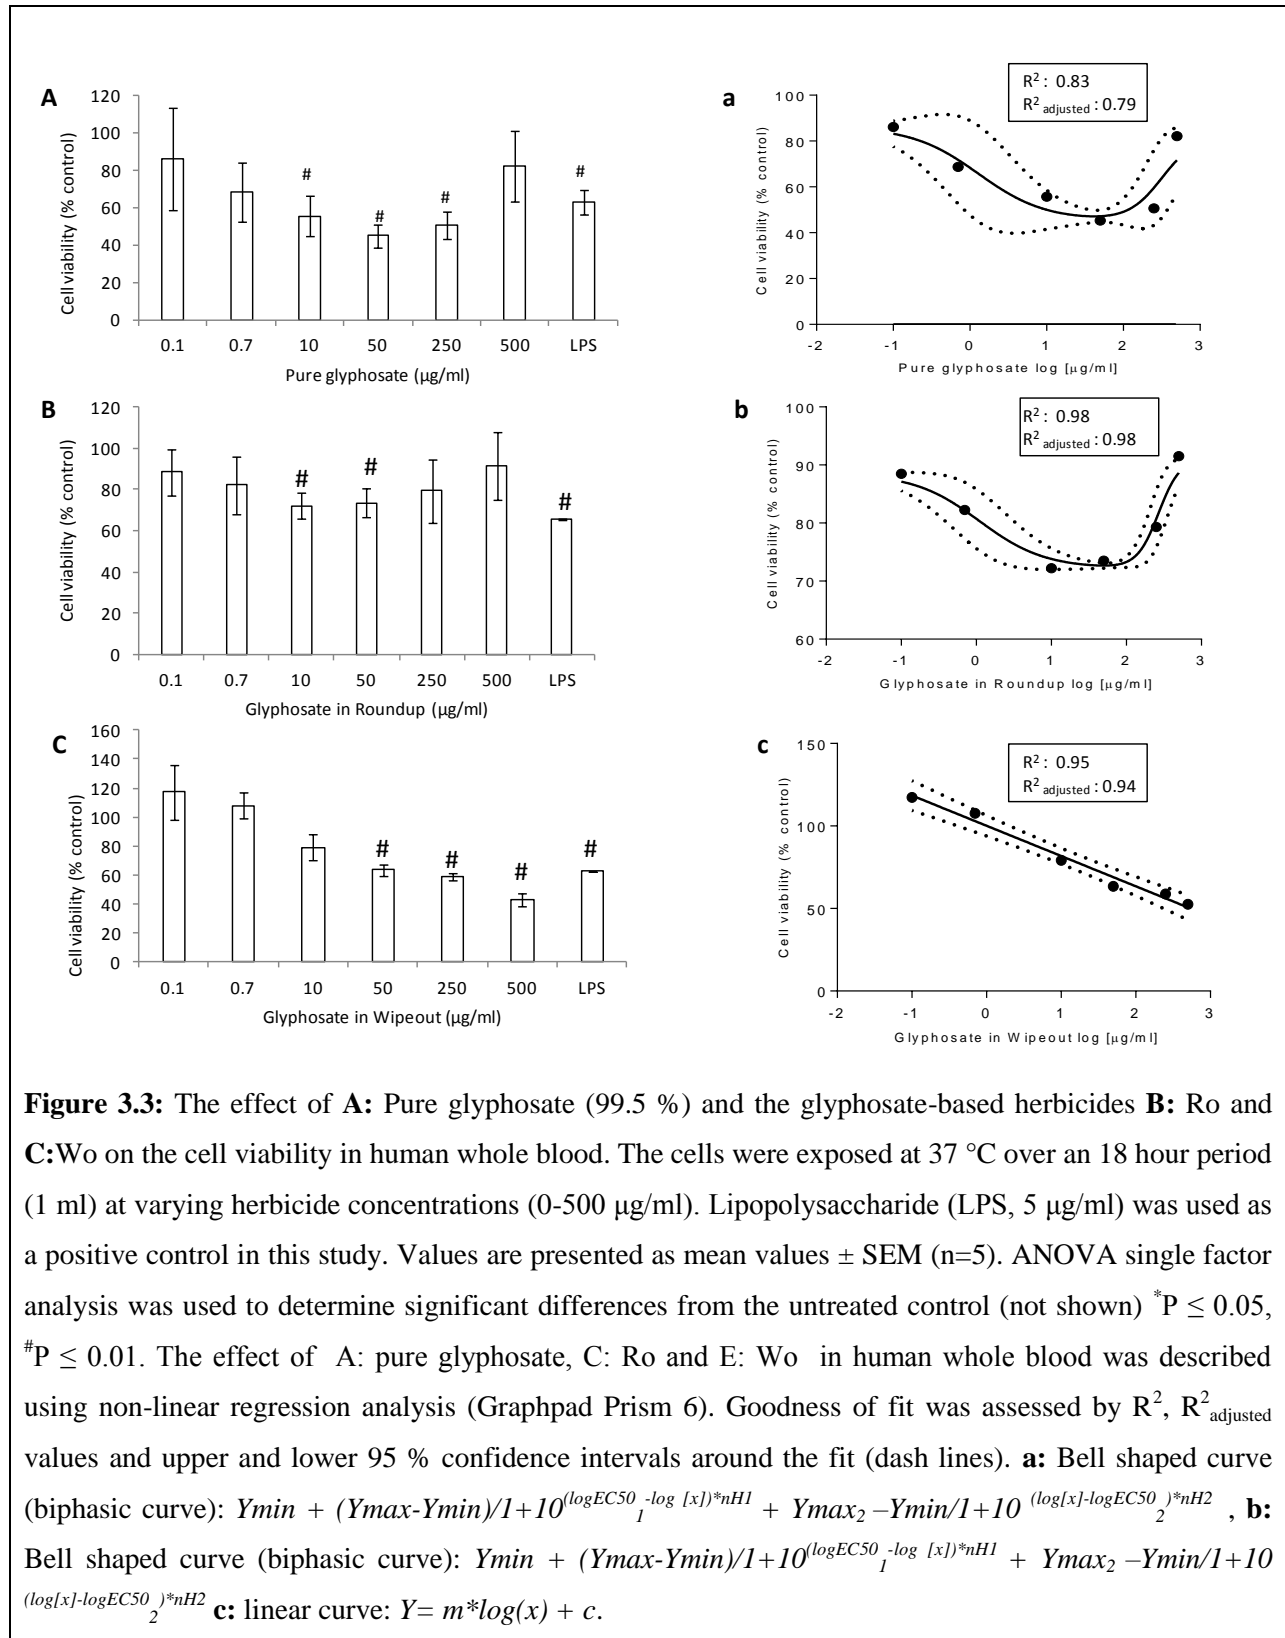 A
120
100
80
60
40
20
0
Cell viability (% control)
#
#
#
#
0.1 0.7 10 50 250 500 LPS
Pure glyphosate (µg/ml)
a
R²: 0.83
R² adjusted : 0.79
100
80
60
40
20
0
Cell viability (% control)
-2 -1 0 1 2 3
Pure glyphosate log [µg/ml]
B
120
100
80
60
40
20
0
Cell viability (% control)
#
#
#
0.1 0.7 10 50 250 500 LPS
Glyphosate in Roundup (µg/ml)
b
R²: 0.98
R² adjusted : 0.98
100
90
80
70
60
Cell viability (% control)
-2 -1 0 1 2 3
Glyphosate in Roundup log [µg/ml]
C
160
140
120
100
80
60
40
20
0
Cell viability (% control)
#
#
#
#
0.1 0.7 10 50 250 500 LPS
Glyphosate in Wipeout (µg/ml)
c
R²: 0.95
R² adjusted : 0.94
150
100
50
0
Cell viability (% control)
-2 -1 0 1 2 3
Glyphosate in Wipeout log [µg/ml]
Figure 3.3: The effect of A: Pure glyphosate (99.5 %) and the glyphosate-based herbicides B: Ro and
C:Wo on the cell viability in human whole blood. The cells were exposed at 37 °C over an 18 hour period
(1 ml) at varying herbicide concentrations (0-500 µg/ml). Lipopolysaccharide (LPS, 5 µg/ml) was used as
a positive control in this study. Values are presented as mean values ± SEM (n=5). ANOVA single factor
analysis was used to determine significant differences from the untreated control (not shown) *P ≤ 0.05,
#P ≤ 0.01. The effect of A: pure glyphosate, C: Ro and E: Wo in human whole blood was described
using non-linear regression analysis (Graphpad Prism 6). Goodness of fit was assessed by R², R²adjusted
values and upper and lower 95 % confidence intervals around the fit (dash lines). a: Bell shaped curve
(biphasic curve): Ymin + (Ymax-Ymin)/1+10(logEC50 1 -log [x])*nH1 + Ymax2 –Ymin/1+10 (log[x]-logEC50 2)*nH2 , b:
Bell shaped curve (biphasic curve): Ymin + (Ymax-Ymin)/1+10(logEC50 1 -log [x])*nH1 + Ymax2 –Ymin/1+10
(log[x]-logEC50 2)*nH2 c: linear curve: Y= m*log(x) + c.